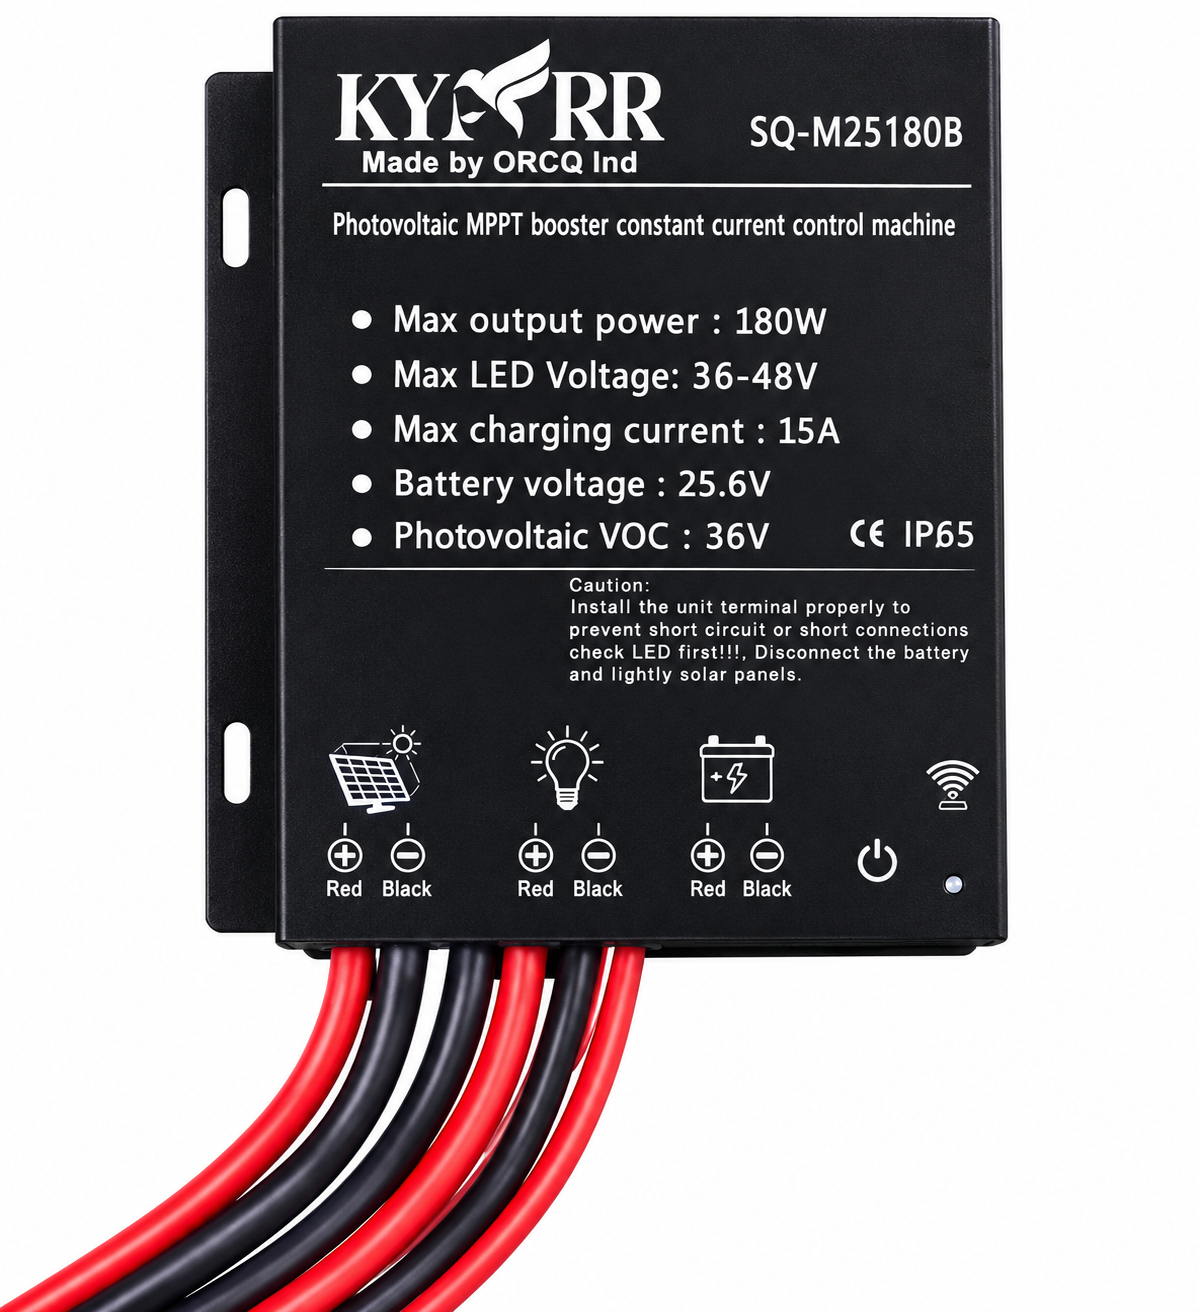 KYARR
Made by ORCQ Ind
SQ-M25180B
Photovoltaic MPPT booster constant current control machine
Max output power : 180W
Max LED Voltage: 36-48V
Max charging current : 15A
Battery voltage : 25.6V
Photovoltaic VOC : 36V
CE IP65
Caution:
Install the unit terminal properly to
prevent short circuit or short connections
check LED first!!!, Disconnect the battery
and lightly solar panels.
Red Black Red Black Red Black